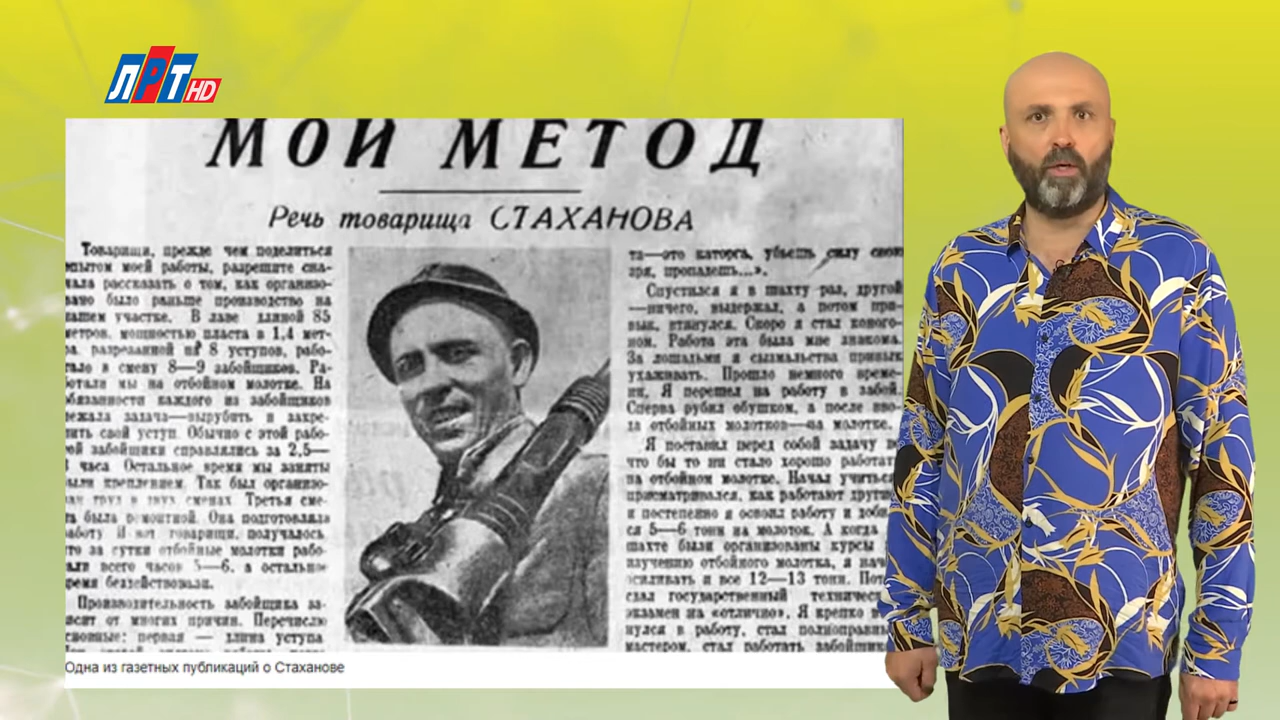 ЛРТ HD
МОЙ МЕТОД
Речь товарища СТАХАНОВА
Товарищи, прежде чем поделиться
опытом моей работы, разрешите сна-
чала рассказать о том, как организо-
вано было раньше производство на
нашем участке. В лаве длиной 85
метров, мощностью пласта в 1,4 мет-
ра, разрезанной на 8 уступов, рабо-
тало в смену 8—9 забойщиков. Ра-
ботали мы на отбойном молотке. На
обязанности каждого из забойщиков
лежала задача—вырубить и закре-
пить свой уступ. Обычно с этой рабо-
той забойщики справлялись за 2,5—
3 часа. Остальное время мы заняты
были креплением. Так был организо-
ван труд в двух сменах. Третья сме-
на была ремонтной. Она подготовляла
работу. И вот товарищи, получалось
что за сутки отбойные молотки рабо-
тали всего часов 5—6, а остальное
время бездействовали.
Производительность забойщика за-
висит от многих причин. Перечислю
основные: первая — длина уступа
та—это каторга, убьешь силу свою
зря, пропадешь...».
Спустился я в шахту раз, другой
—ничего, выдержал, а потом при-
вык, втянулся. Скоро я стал коного-
ном. Работа эта была мне знакома.
За лошадьми я сызмальства привык
ухаживать. Прошло немного време-
ни, Я перешел на работу в забой.
Сперва рубил обушком, а после вво-
да отбойных молотков—на молотке.
Я поставил перед собой задачу во
что бы то ни стало хорошо работать
на отбойном молотке. Начал учиться
присматривался, как работают другие
и постепенно я освоил работу и добил
ся 5—6 тонн на молоток. А когда
шахте были организованы курсы
изучению отбойного молотка, я нача
осиливать и все 12—13 тонн. Пото
сдал государственный техническ
экзамен на «отлично». Я крепко
нулся в работу, стал полноправны
мастером, стал работать забойщик
Одна из газетных публикаций о Стаханове